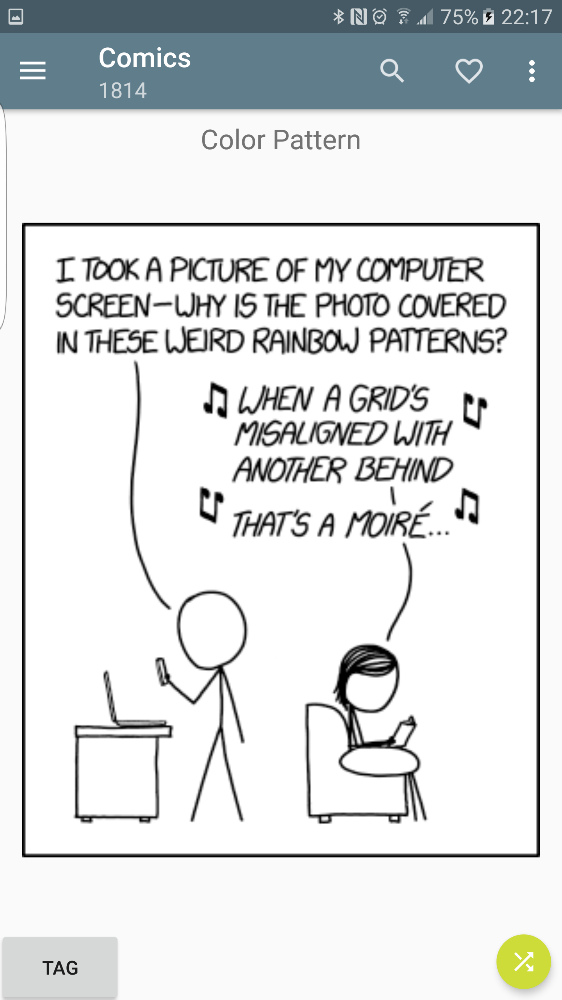 75% 22:17
Comics
1814
Color Pattern
I TOOK A PICTURE OF MY COMPUTER
SCREEN—WHY IS THE PHOTO COVERED
IN THESE WEIRD RAINBOW PATTERNS?
♫ WHEN A GRID'S ♫
MISALIGNED WITH
ANOTHER BEHIND
♫ THAT'S A MOIRÉ... ♫
TAG